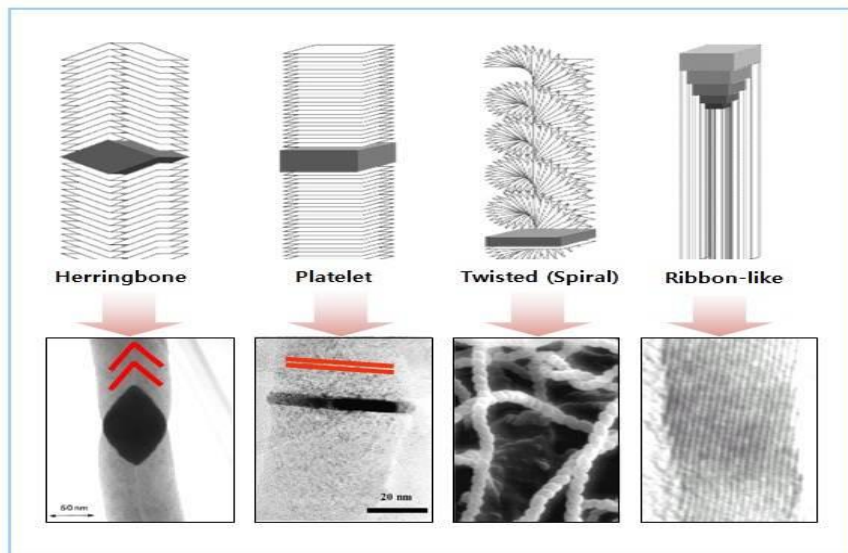 Herringbone
Platelet
Twisted (Spiral)
Ribbon-like
50 nm
20 nm